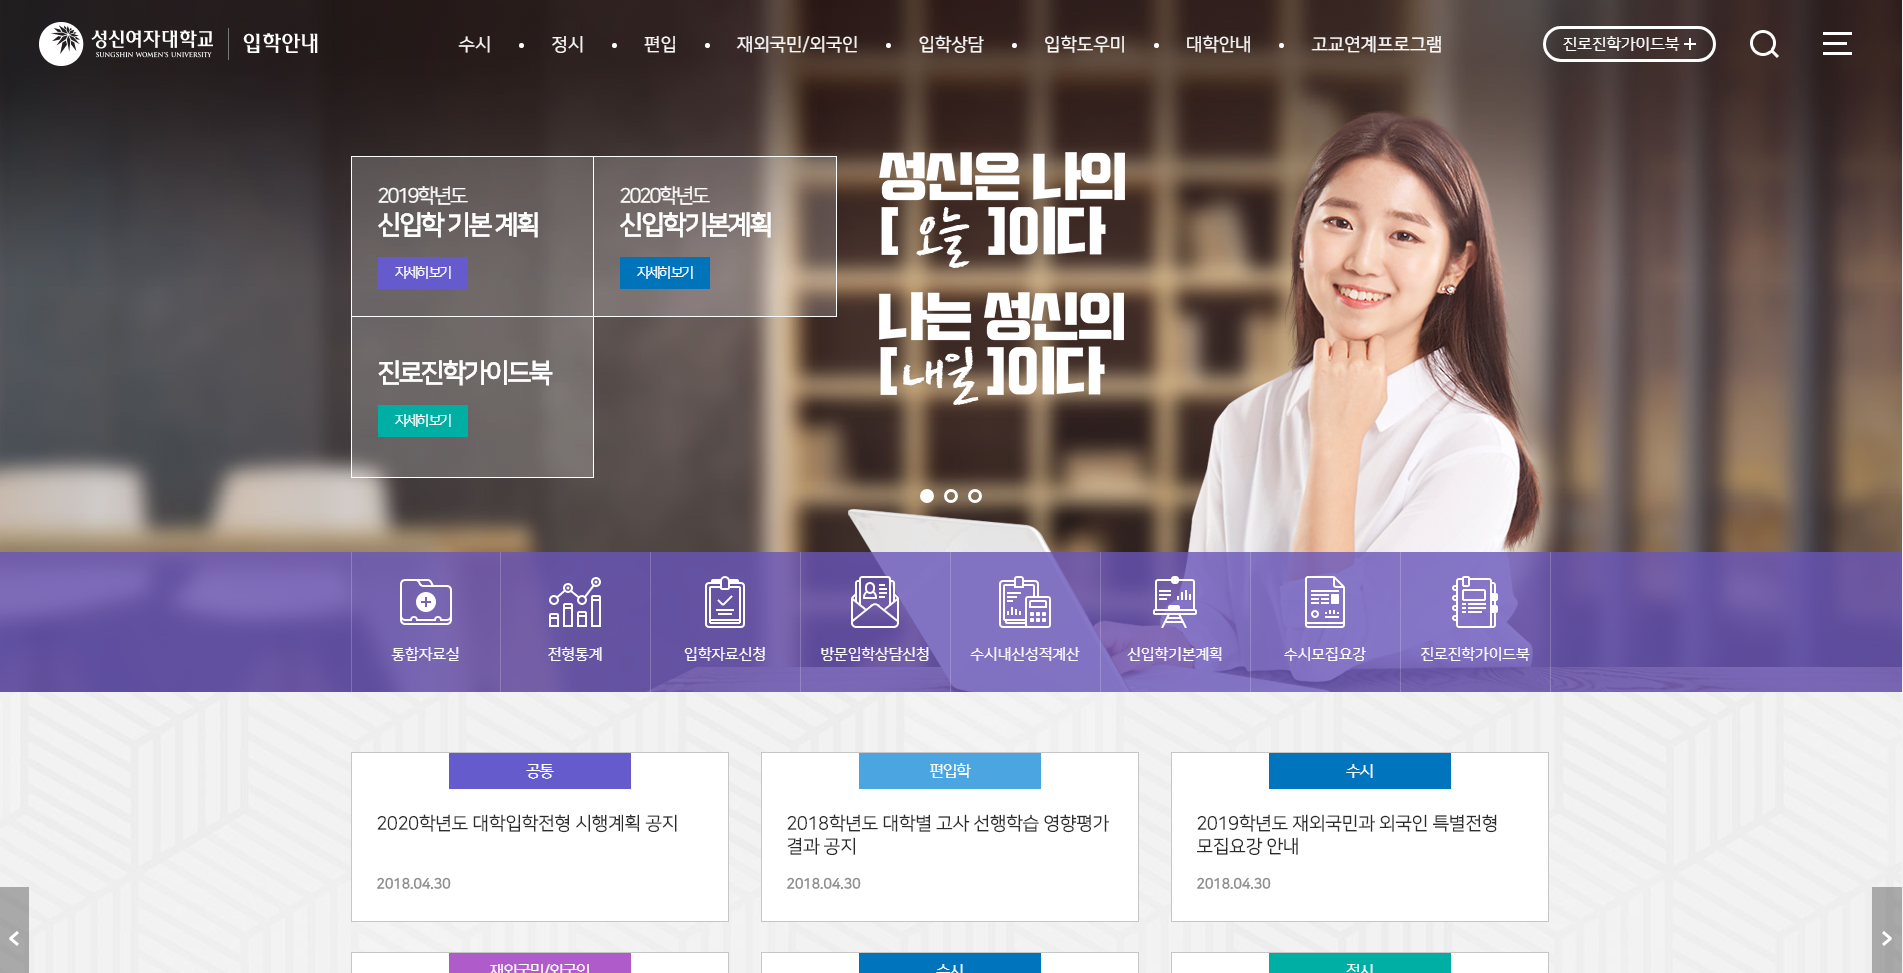 성신여자대학교
SUNGSHIN WOMEN'S UNIVERSITY
입학안내
수시
정시
편입
재외국민/외국인
입학상담
입학도우미
대학안내
고교연계프로그램
진로진학가이드북
2019학년도
신입학 기본 계획
자세히보기
2020학년도
신입학기본계획
자세히보기
진로진학가이드북
자세히보기
성신은 나의
[ 오늘 ]이다
나는 성신의
[ 내일 ]이다
통합자료실
전형통계
입학자료신청
방문입학상담신청
수시내신성적계산
신입학기본계획
수시모집요강
진로진학가이드북
공통
2020학년도 대학입학전형 시행계획 공지
2018.04.30
편입학
2018학년도 대학별 고사 선행학습 영향평가
결과 공지
2018.04.30
수시
2019학년도 재외국민과 외국인 특별전형
모집요강 안내
2018.04.30
재외국민/외국인
수시
정시